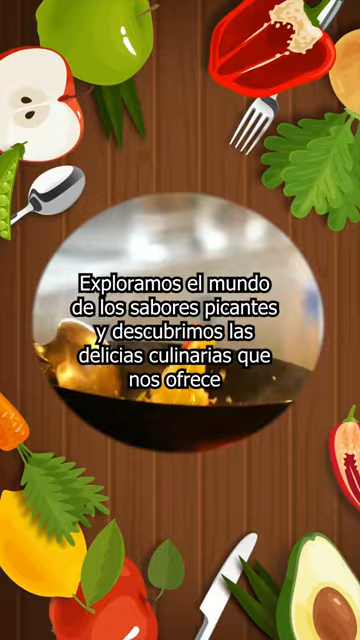 Exploramos el mundo
de los sabores picantes
y descubrimos las
delicias culinarias que
nos ofrece